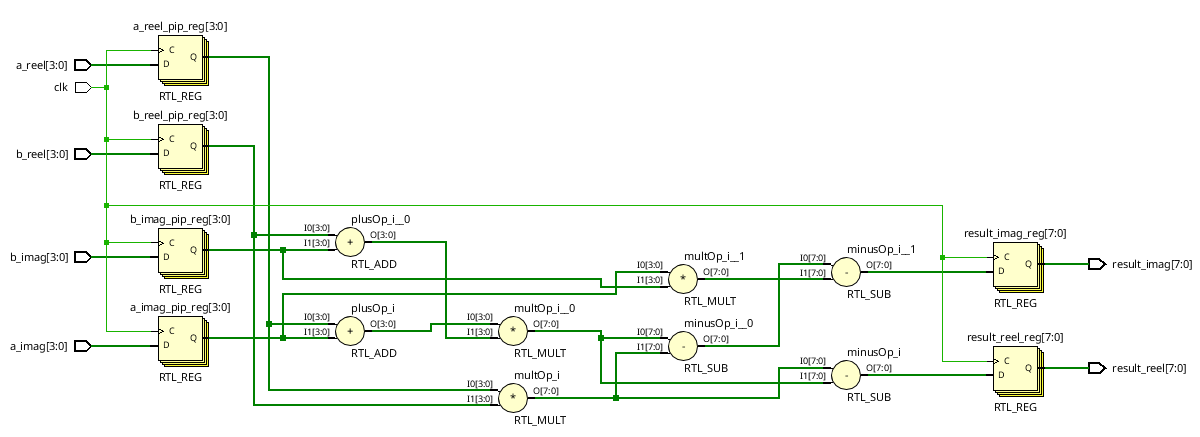 a_reel_pip_reg[3:0]
a_reel[3:0]
C
D
Q
clk
RTL_REG
b_reel_pip_reg[3:0]
b_reel[3:0]
C
D
Q
RTL_REG
b_imag_pip_reg[3:0]
b_imag[3:0]
C
D
Q
RTL_REG
a_imag_pip_reg[3:0]
a_imag[3:0]
C
D
Q
RTL_REG
plusOp_i__0
I0[3:0]
I1[3:0]
+
O[3:0]
RTL_ADD
plusOp_i
I0[3:0]
I1[3:0]
+
O[3:0]
RTL_ADD
multOp_i__0
I0[3:0]
I1[3:0]
*
O[7:0]
RTL_MULT
multOp_i
I0[3:0]
I1[3:0]
*
O[7:0]
RTL_MULT
multOp_i__1
I0[3:0]
I1[3:0]
*
O[7:0]
RTL_MULT
minusOp_i__0
I0[7:0]
I1[7:0]
-
O[7:0]
RTL_SUB
minusOp_i__1
I0[7:0]
I1[7:0]
-
O[7:0]
RTL_SUB
minusOp_i
I0[7:0]
I1[7:0]
-
O[7:0]
RTL_SUB
result_imag_reg[7:0]
C
D
Q
result_imag[7:0]
RTL_REG
result_reel_reg[7:0]
C
D
Q
result_reel[7:0]
RTL_REG